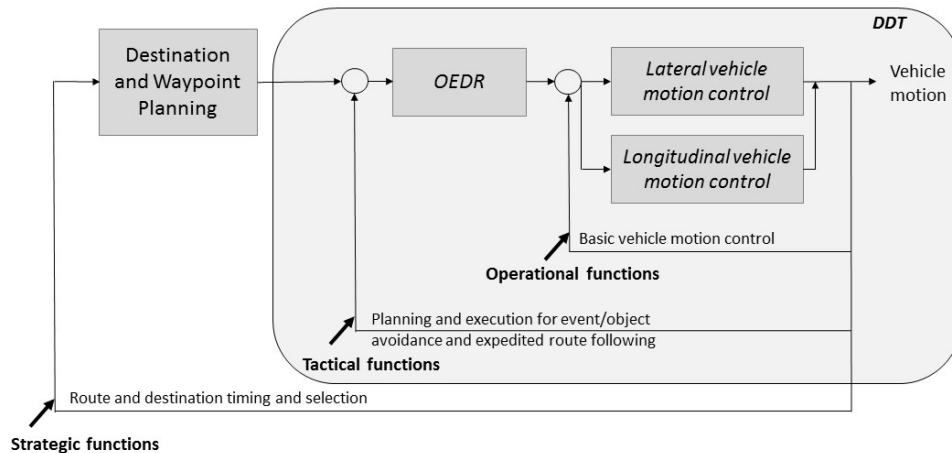 DDT
Destination
and Waypoint
Planning
OEDR
Lateral vehicle
motion control
Vehicle
motion
Longitudinal vehicle
motion control
Basic vehicle motion control
Operational functions
Planning and execution for event/object
avoidance and expedited route following
Tactical functions
Route and destination timing and selection
Strategic functions